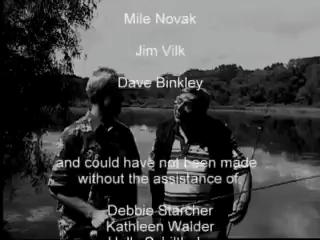 Mile Novak
Jim Vilk
Dave Binkley
and could have not been made
without the assistance of
Debbie Starcher
Kathleen Walder